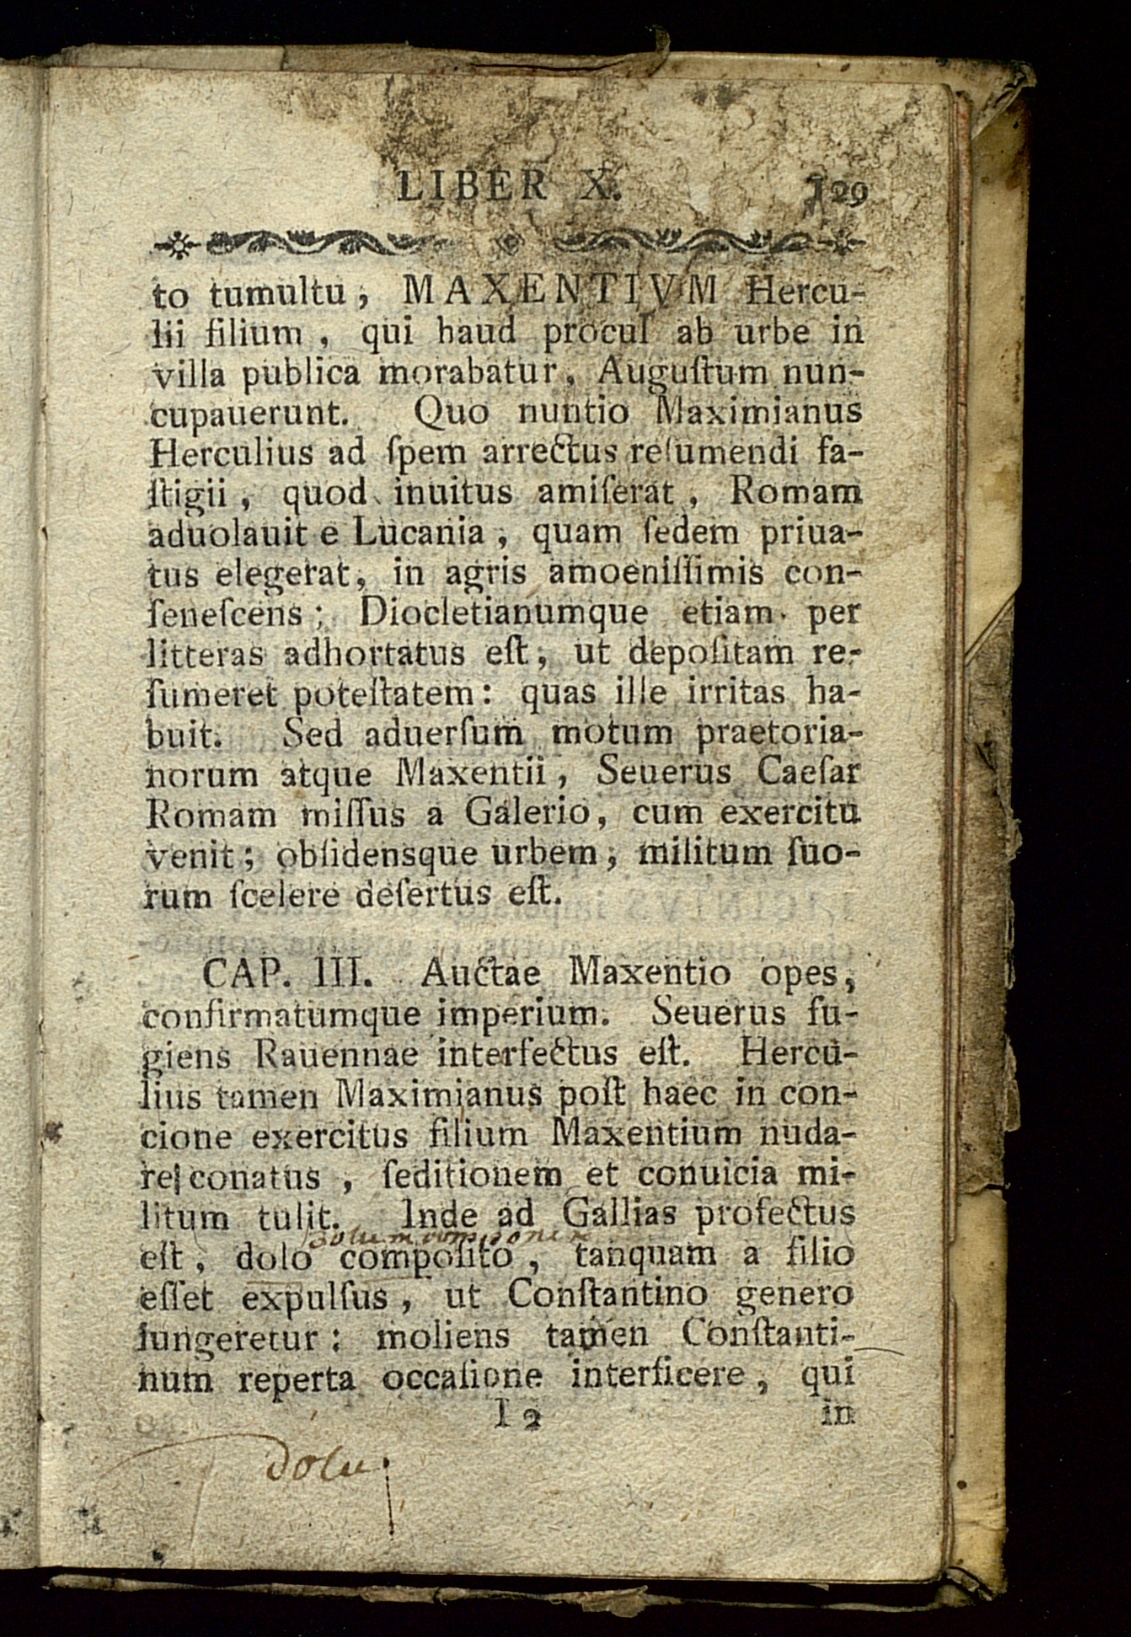 LIBER X. 129
to tumultu, MAXENTIVM Hercu-
lii filium, qui haud procul ab urbe in
villa publica morabatur, Auguſtum nun-
cupauerunt. Quo nuntio Maximianus
Herculius ad ſpem arrectus reſumendi fa-
ſtigii, quod inuitus amiſerat, Romam
aduolauit e Lucania, quam ſedem priua-
tus elegerat, in agris amoeniſſimis con-
ſeneſcens; Diocletianumque etiam per
litteras adhortatus eſt, ut depoſitam re-
ſumeret poteſtatem: quas ille irritas ha-
buit. Sed aduerſum motum praetoria-
norum atque Maxentii, Seuerus Caeſar
Romam miſſus a Galerio, cum exercitu
venit; obſidensque urbem, militum ſuo-
rum ſcelere deſertus eſt.
CAP. III. Auctae Maxentio opes,
confirmatumque imperium. Seuerus fu-
giens Rauennae interfectus eſt. Hercu-
lius tamen Maximianus poſt haec in con-
cione exercitus filium Maxentium nuda-
re conatus, ſeditionem et conuicia mi-
litum tulit. Inde ad Gallias profectus
eſt, dolo compoſito, tanquam a filio
eſſet expulſus, ut Conſtantino genero
iungeretur: moliens tamen Conſtanti-
num reperta occaſione interficere, qui
I 2 in